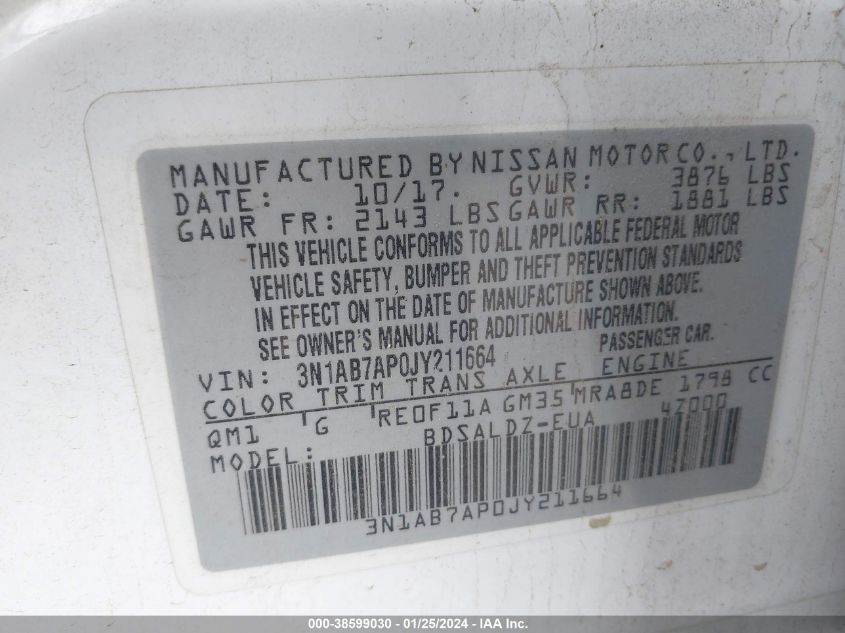 MANUFACTURED BY NISSAN MOTOR CO., LTD.
DATE: 10/17. GVWR: 3876 LBS
GAWR FR: 2143 LBS GAWR RR: 1881 LBS
THIS VEHICLE CONFORMS TO ALL APPLICABLE FEDERAL MOTOR
VEHICLE SAFETY, BUMPER AND THEFT PREVENTION STANDARDS
IN EFFECT ON THE DATE OF MANUFACTURE SHOWN ABOVE.
SEE OWNER'S MANUAL FOR ADDITIONAL INFORMATION.
VIN: 3N1AB7AP0JY211664 PASSENGER CAR.
COLOR TRIM TRANS AXLE ENGINE
QM1 G RE0F11A GM35 MRA8DE 1798 CC
MODEL: BDSALDZ-EUA 47000
3N1AB7AP0JY211664
000-38599030 - 01/25/2024 - IAA Inc.